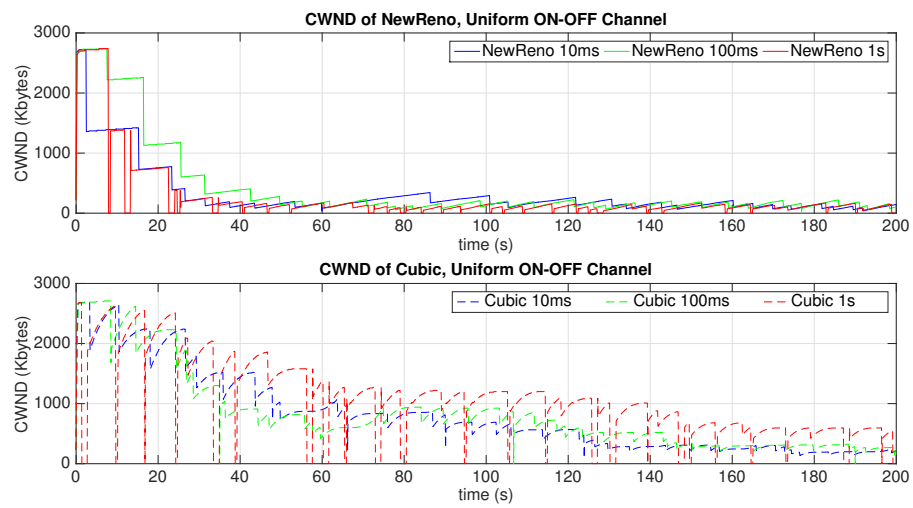 CWND of NewReno, Uniform ON-OFF Channel
3000
2000
1000
0
CWND (Kbytes)
NewReno 10ms NewReno 100ms NewReno 1s
0 20 40 60 80 100 120 140 160 180 200
time (s)
CWND of Cubic, Uniform ON-OFF Channel
3000
2000
1000
0
CWND (Kbytes)
Cubic 10ms Cubic 100ms Cubic 1s
0 20 40 60 80 100 120 140 160 180 200
time (s)